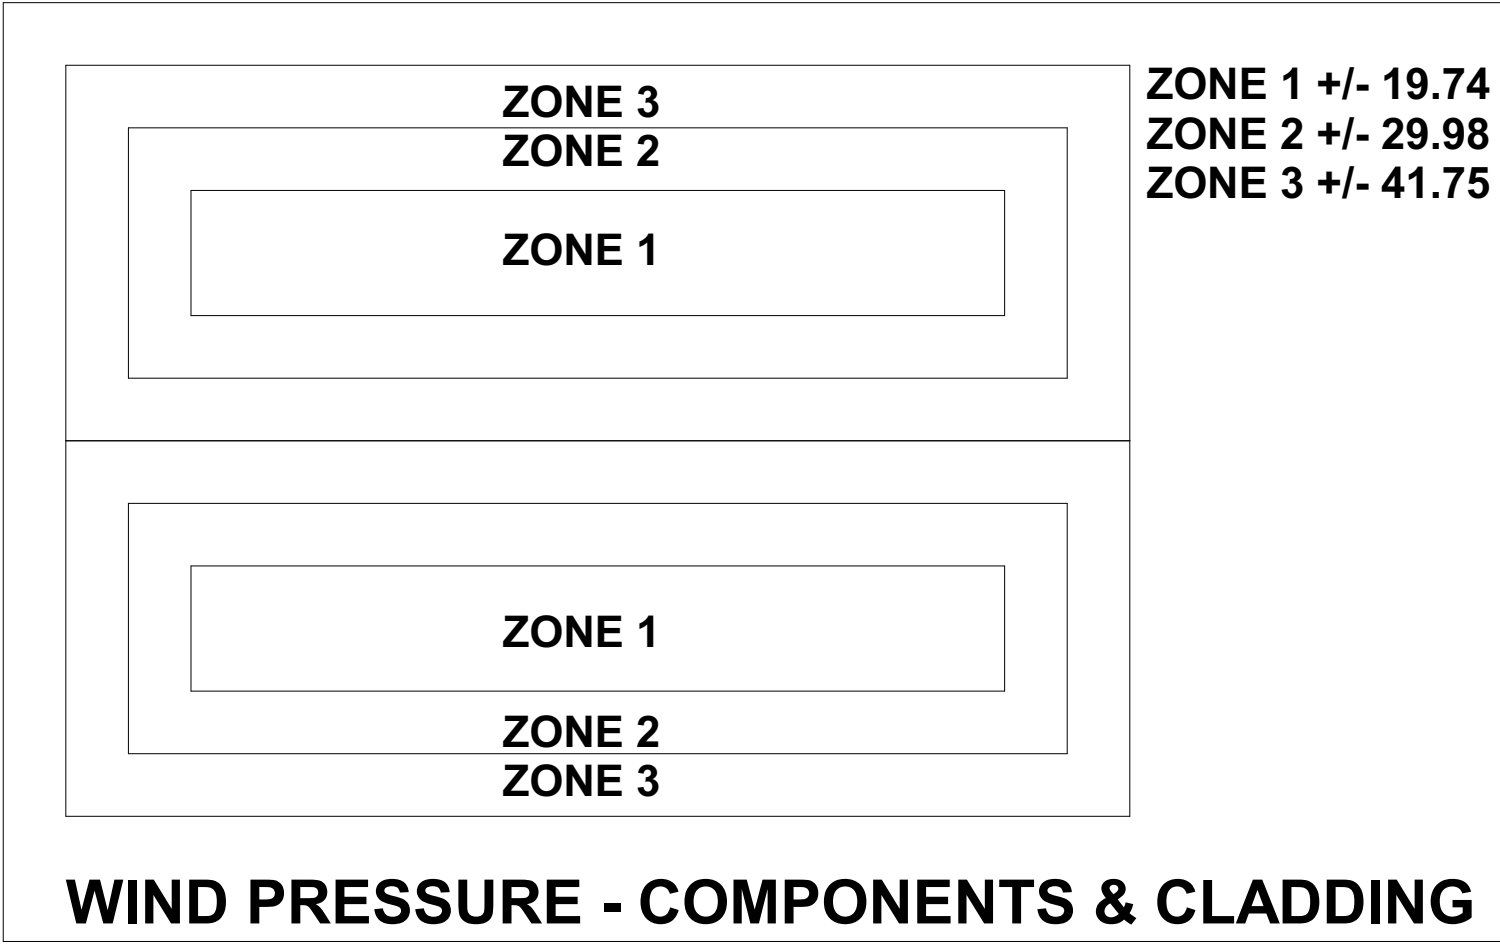 ZONE 3
ZONE 2
ZONE 1
ZONE 1 +/- 19.74
ZONE 2 +/- 29.98
ZONE 3 +/- 41.75
ZONE 1
ZONE 2
ZONE 3
WIND PRESSURE - COMPONENTS & CLADDING